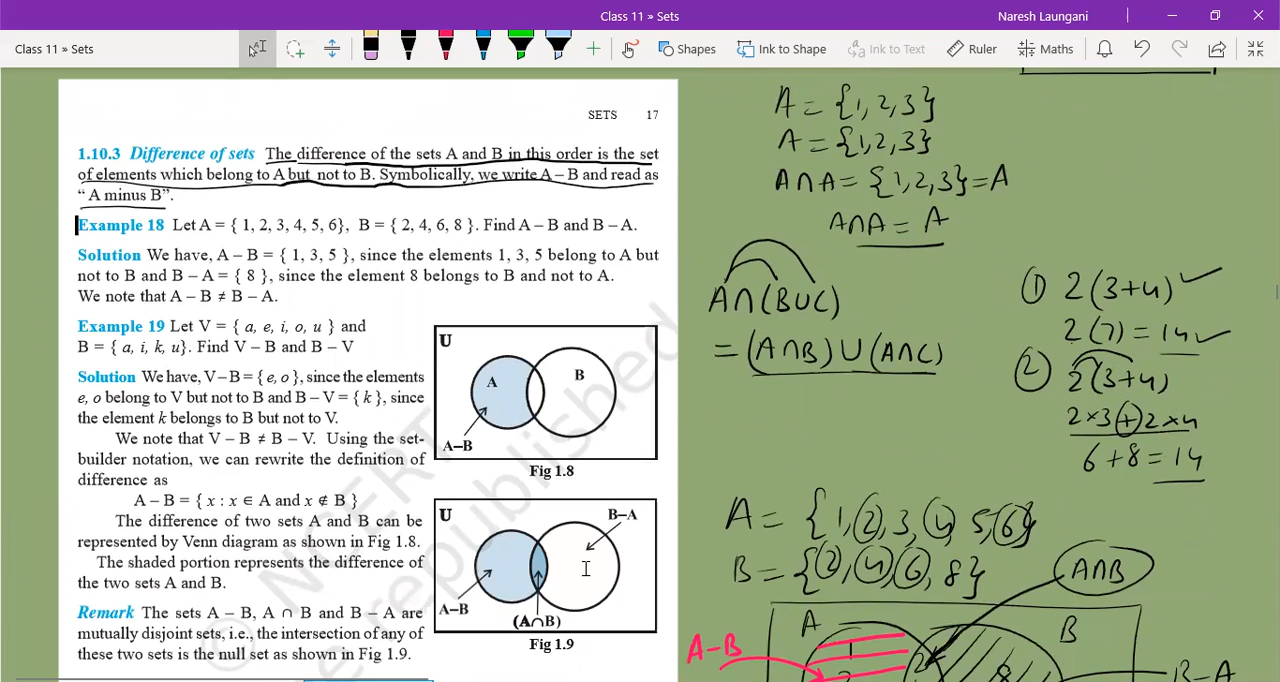 Class 11 » Sets
Naresh Laungani
Class 11 » Sets
Shapes
Ink to Shape
Ink to Text
Ruler
Maths
SETS 17
1.10.3 Difference of sets The difference of the sets A and B in this order is the set
of elements which belong to A but not to B. Symbolically, we write A – B and read as
“ A minus B”.
Example 18 Let A = { 1, 2, 3, 4, 5, 6}, B = { 2, 4, 6, 8 }. Find A – B and B – A.
Solution We have, A – B = { 1, 3, 5 }, since the elements 1, 3, 5 belong to A but
not to B and B – A = { 8 }, since the element 8 belongs to B and not to A.
We note that A – B ≠ B – A.
Example 19 Let V = { a, e, i, o, u } and
B = { a, i, k, u}. Find V – B and B – V
Solution We have, V – B = { e, o }, since the elements
e, o belong to V but not to B and B – V = { k }, since
the element k belongs to B but not to V.
We note that V – B ≠ B – V. Using the set-
builder notation, we can rewrite the definition of
difference as
A – B = { x : x ∈ A and x ∉ B }
The difference of two sets A and B can be
represented by Venn diagram as shown in Fig 1.8.
The shaded portion represents the difference of
the two sets A and B.
Remark The sets A – B, A ∩ B and B – A are
mutually disjoint sets, i.e., the intersection of any of
these two sets is the null set as shown in Fig 1.9.
U
A
B
A–B
Fig 1.8
U
B–A
A–B
(A∩B)
Fig 1.9
© NCERT
republished
A = {1, 2, 3}
A = {1, 2, 3}
A∩A = {1, 2, 3} = A
A∩A = A
A∩(B∪C)
= (A∩B) ∪ (A∩C)
① 2(3+4) ✓
2(7) = 14 ✓
② 2(3+4)
2×3+2×4
6+8 = 14
A = {1, 2, 3, 4, 5, 6}
B = {2, 4, 6, 8}
A∩B
A
B
A–B
1
2
8
B–A